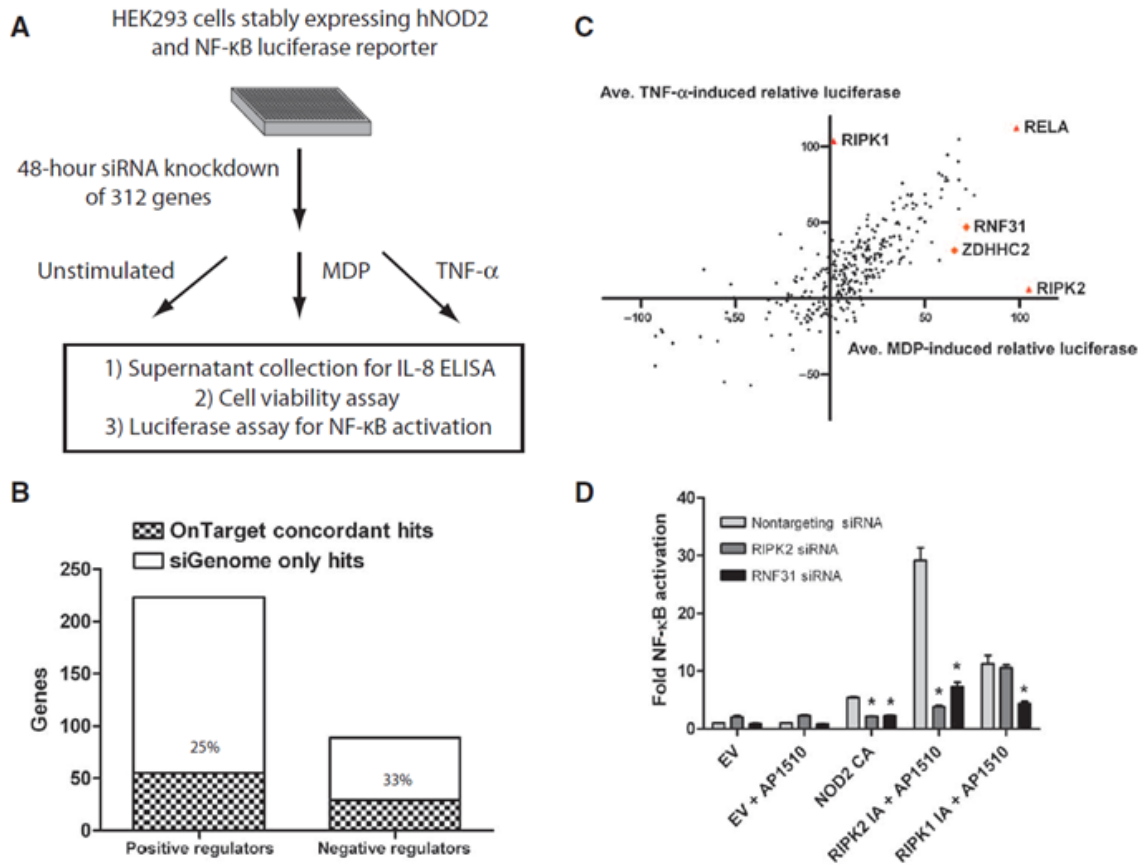 A
HEK293 cells stably expressing hNOD2
and NF-κB luciferase reporter
48-hour siRNA knockdown
of 312 genes
Unstimulated
MDP
TNF-α
1) Supernatant collection for IL-8 ELISA
2) Cell viability assay
3) Luciferase assay for NF-κB activation
B
OnTarget concordant hits
siGenome only hits
250
200
150
100
50
0
Genes
25%
33%
Positive regulators
Negative regulators
C
Ave. TNF-α-induced relative luciferase
RIPK1
RELA
100
50
RNF31
ZDHHC2
RIPK2
−100
−50
50
100
Ave. MDP-induced relative luciferase
−50
D
40
30
20
10
0
Fold NF-κB activation
Nontargeting siRNA
RIPK2 siRNA
RNF31 siRNA
* *
* *
*
EV
EV + AP1510
NOD2 CA
RIPK2 IA + AP1510
RIPK1 IA + AP1510